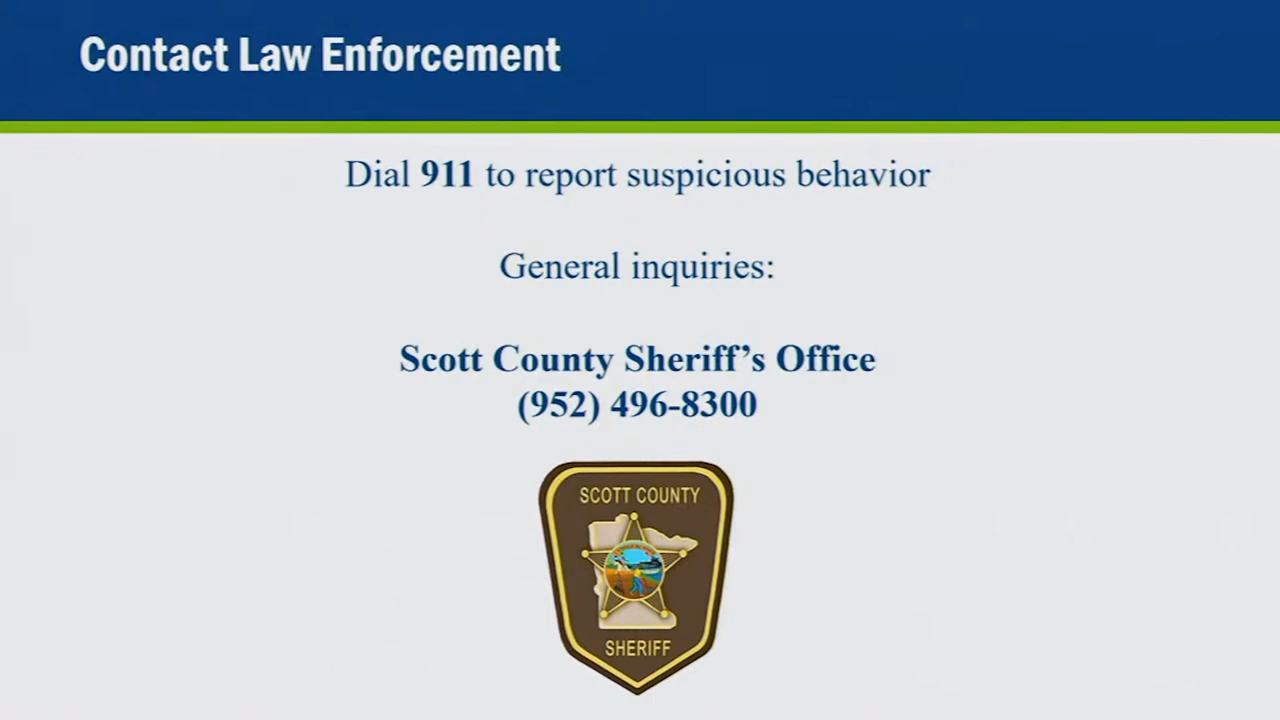 Contact Law Enforcement
Dial 911 to report suspicious behavior
General inquiries:
Scott County Sheriff’s Office
(952) 496-8300
SCOTT COUNTY
SHERIFF